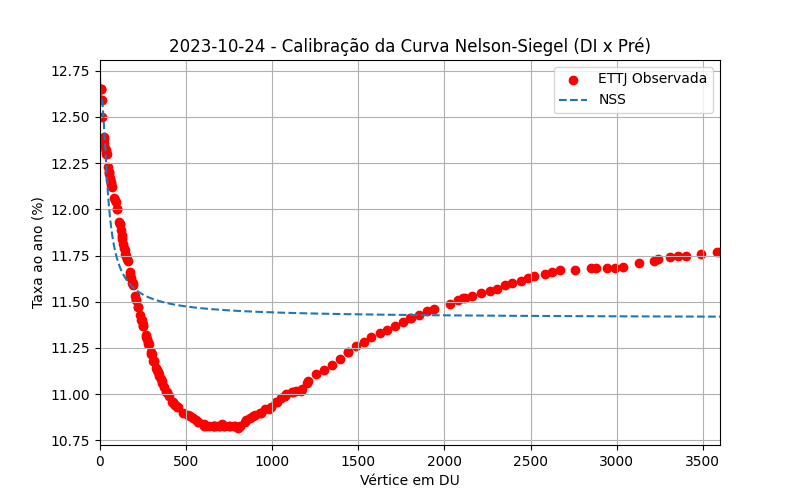 2023-10-24 - Calibração da Curva Nelson-Siegel (DI x Pré)
ETTJ Observada
NSS
Taxa ao ano (%)
12.75
12.50
12.25
12.00
11.75
11.50
11.25
11.00
10.75
0 500 1000 1500 2000 2500 3000 3500
Vértice em DU